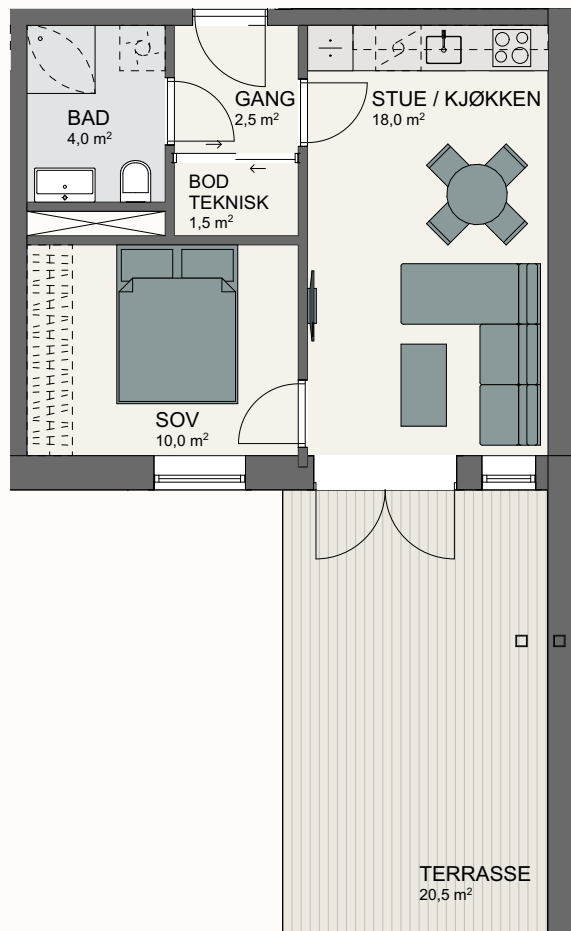 BAD
4,0 m²
GANG
2,5 m²
STUE / KJØKKEN
18,0 m²
BOD
TEKNISK
1,5 m²
SOV
10,0 m²
TERRASSE
20,5 m²